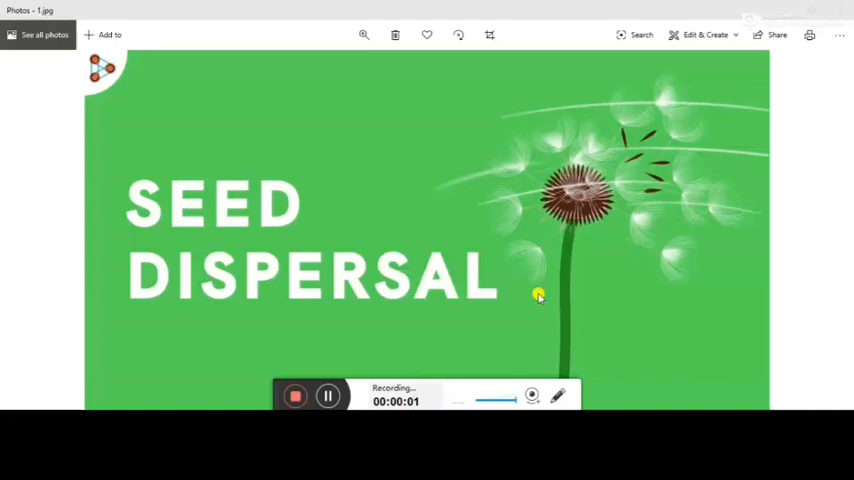 Photos - 1.jpg
See all photos
Add to
Search
Edit & Create
Share
SEED
DISPERSAL
Recording...
00:00:01